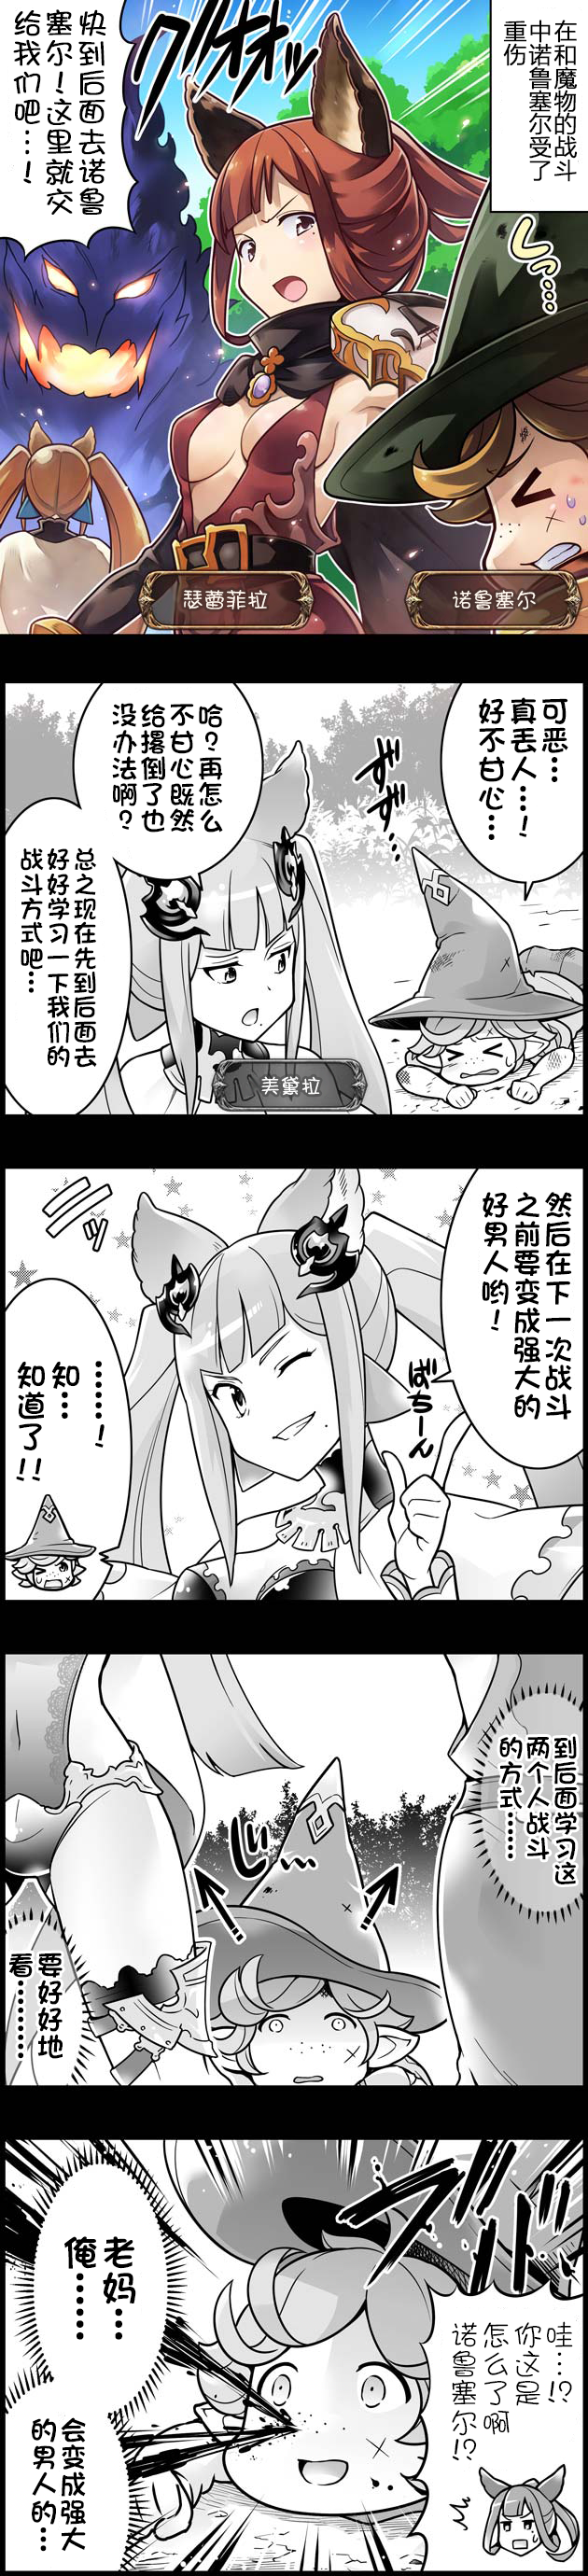 在和魔物的战斗
中诺鲁塞尔受了
重伤
しっ…
グオオッ
快到后面去诺鲁
塞尔！这里就交
给我们吧…！
瑟蕾菲拉
诺鲁塞尔
可恶…
真丢人…！
好不甘心…
ずず…
哈？再怎么
不甘心既然
给撂倒了也
没办法啊？
总之现在先到后面去
好好学习一下我们的
战斗方式吧…
美黛拉
然后在下一次战斗
之前要变成强大的
好男人哟！
ばちーん
ニッ
……！
知…
知道了!!
到后面学习这
两个人战斗
的方式……
じ…
要好好地
看………
哇…!?
你这是
怎么了啊
诺鲁塞尔!?
老妈…
俺……
会变成强大
的男人的…